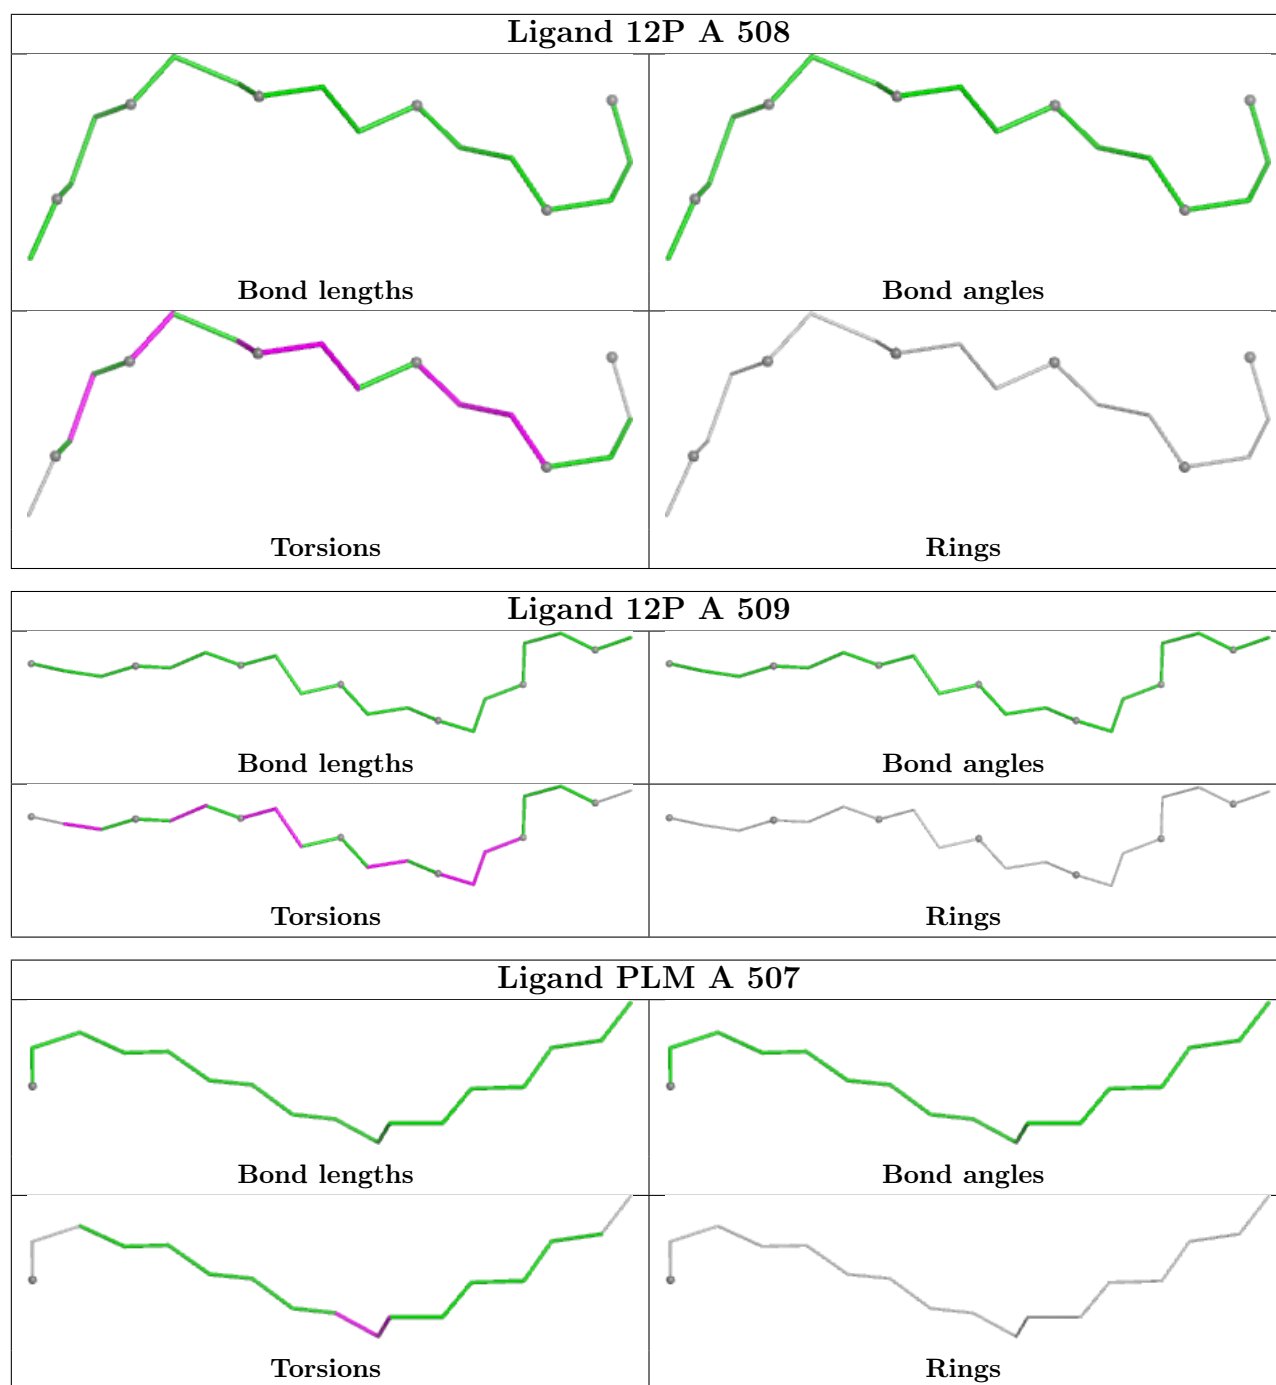 Ligand 12P A 508
Bond lengths
Bond angles
Torsions
Rings
Ligand 12P A 509
Bond lengths
Bond angles
Torsions
Rings
Ligand PLM A 507
Bond lengths
Bond angles
Torsions
Rings